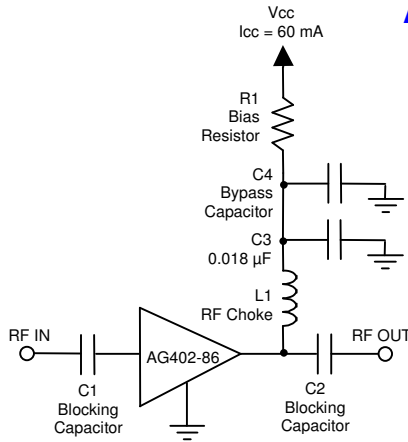 Vcc
Icc = 60 mA
R1
Bias
Resistor
C4
Bypass
Capacitor
C3
0.018 µF
L1
RF Choke
RF IN
AG402-86
RF OUT
C1
Blocking
Capacitor
C2
Blocking
Capacitor